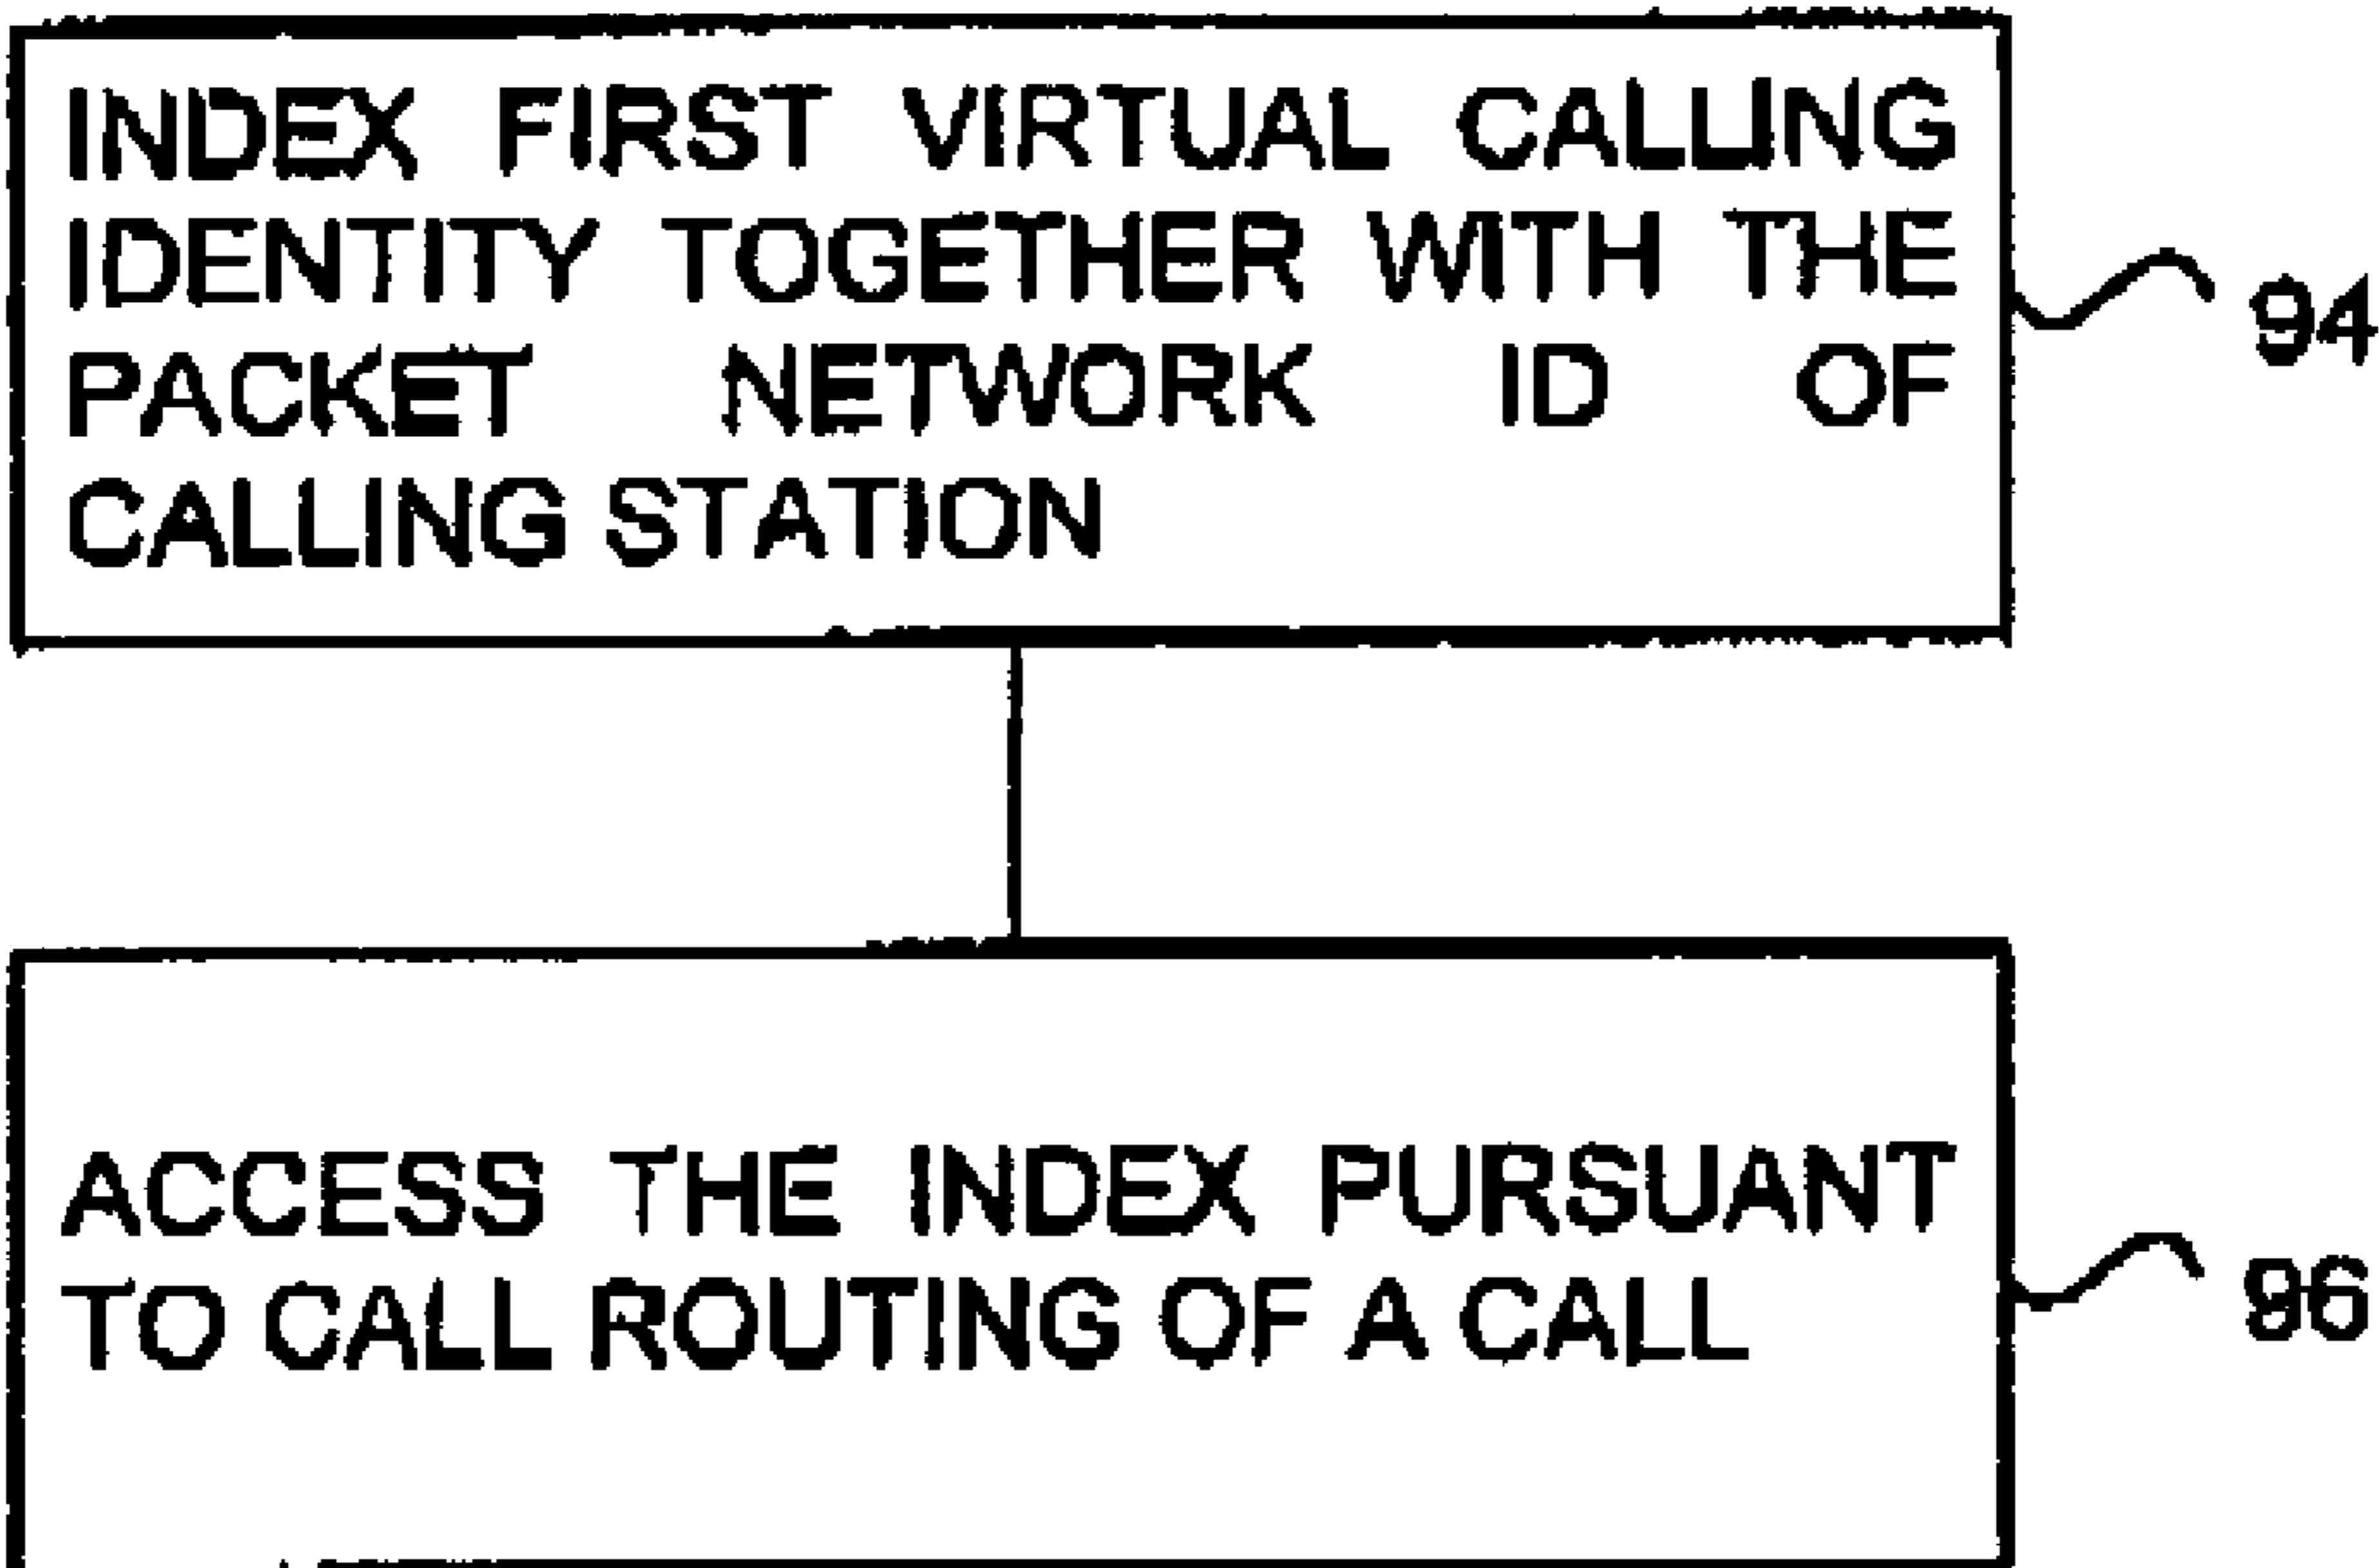 INDEX FIRST VIRTUAL CALLING
IDENTITY TOGETHER WITH THE
94
PACKET NETWORK ID OF
CALLING STATION
ACCESS THE INDEX PURSUANT
TO CALL ROUTING OF A CALL
86